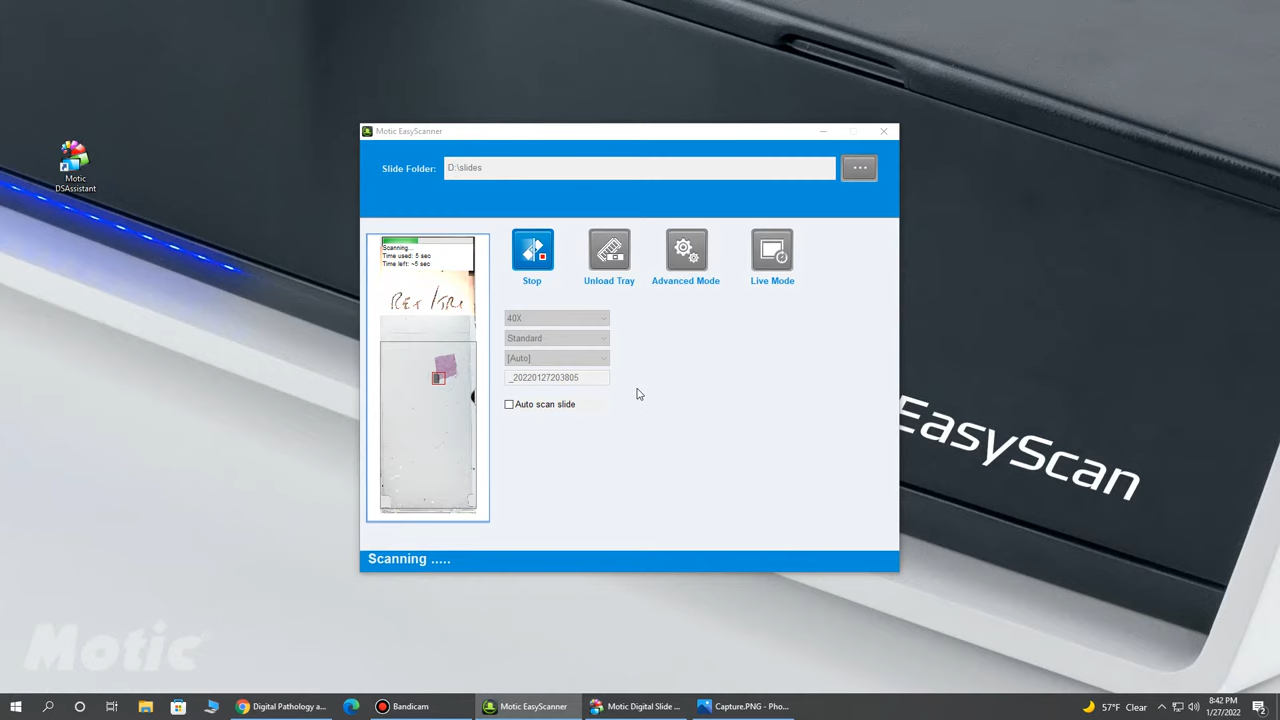 Motic
DSAssistant
Motic EasyScanner
Slide Folder:
D:\slides
...
Scanning...
Time used: 5 sec
Time left: ~5 sec
Stop
Unload Tray
Advanced Mode
Live Mode
40X
Standard
[Auto]
_20220127203805
Auto scan slide
Scanning .....
EasyScan
Motic
Digital Pathology a...
Bandicam
Motic EasyScanner
Motic Digital Slide ...
Capture.PNG - Pho...
57°F Clear
8:42 PM
1/27/2022
2